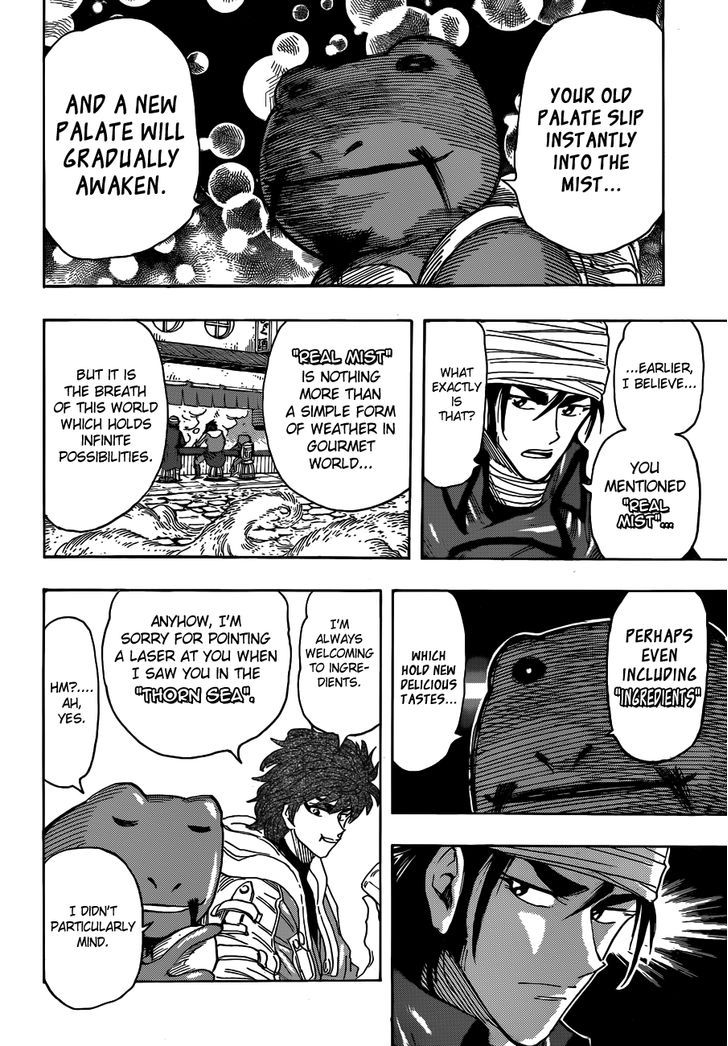 YOUR OLD
PALATE SLIP
INSTANTLY
INTO THE
MIST...
AND A NEW
PALATE WILL
GRADUALLY
AWAKEN.
...EARLIER,
I BELIEVE...
YOU
MENTIONED
"REAL
MIST"...
WHAT
EXACTLY
IS
THAT?
"REAL MIST"
IS NOTHING
MORE THAN
A SIMPLE FORM
OF WEATHER IN
GOURMET
WORLD...
BUT IT IS
THE BREATH
OF THIS WORLD
WHICH HOLDS
INFINITE
POSSIBILITIES.
PERHAPS
EVEN
INCLUDING
"INGREDIENTS"
WHICH
HOLD NEW
DELICIOUS
TASTES...
I'M
ALWAYS
WELCOMING
TO INGRE-
DIENTS.
ANYHOW, I'M
SORRY FOR POINTING
A LASER AT YOU WHEN
I SAW YOU IN THE
"THORN SEA".
HM?....
AH,
YES.
I DIDN'T
PARTICULARLY
MIND.